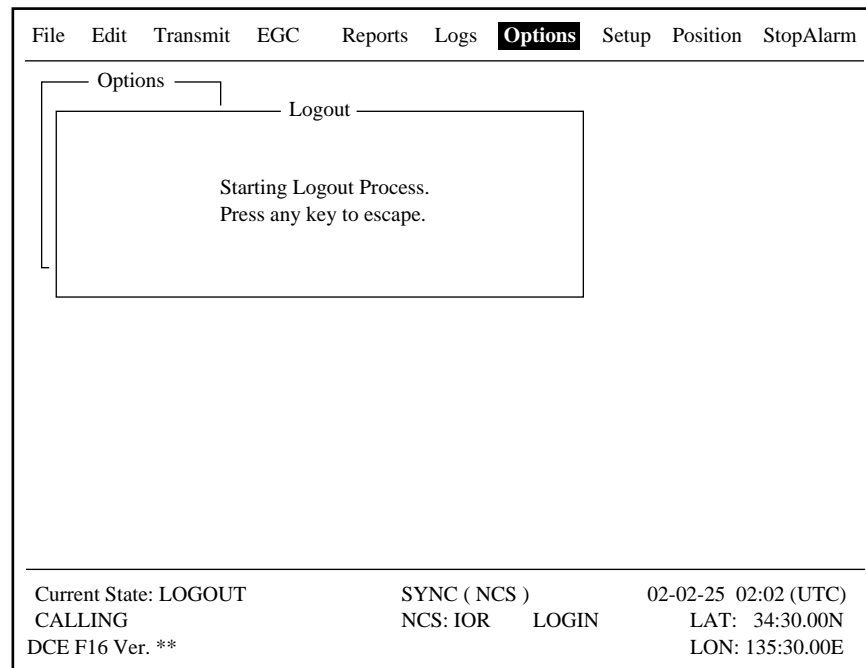 File Edit Transmit EGC Reports Logs Options Setup Position StopAlarm
Options
Logout
Starting Logout Process.
Press any key to escape.
Current State: LOGOUT SYNC ( NCS ) 02-02-25 02:02 (UTC)
CALLING NCS: IOR LOGIN LAT: 34:30.00N
DCE F16 Ver. ** LON: 135:30.00E